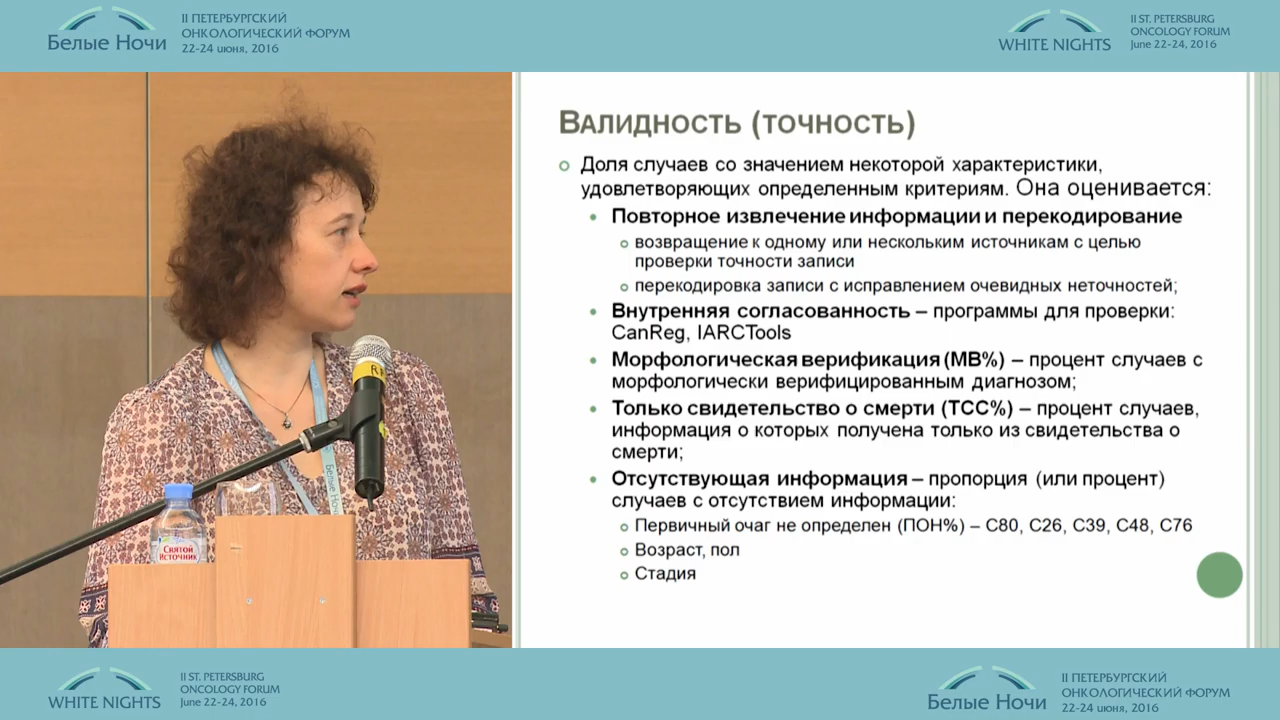 Белые Ночи
II ПЕТЕРБУРГСКИЙ
ОНКОЛОГИЧЕСКИЙ ФОРУМ
22-24 июня, 2016
WHITE NIGHTS
II ST. PETERSBURG
ONCOLOGY FORUM
June 22-24, 2016
ВАЛИДНОСТЬ (ТОЧНОСТЬ)
Доля случаев со значением некоторой характеристики,
удовлетворяющих определенным критериям. Она оценивается:
Повторное извлечение информации и перекодирование
возвращение к одному или нескольким источникам с целью
проверки точности записи
перекодировка записи с исправлением очевидных неточностей;
Внутренняя согласованность – программы для проверки:
CanReg, IARCTools
Морфологическая верификация (МВ%) – процент случаев с
морфологически верифицированным диагнозом;
Только свидетельство о смерти (ТСС%) – процент случаев,
информация о которых получена только из свидетельства о
смерти;
Отсутствующая информация – пропорция (или процент)
случаев с отсутствием информации:
Первичный очаг не определен (ПОН%) – C80, C26, C39, C48, C76
Возраст, пол
Стадия
Белые Ночи
Святой
Источник
WHITE NIGHTS
II ST. PETERSBURG
ONCOLOGY FORUM
June 22-24, 2016
Белые Ночи
II ПЕТЕРБУРГСКИЙ
ОНКОЛОГИЧЕСКИЙ ФОРУМ
22-24 июня, 2016